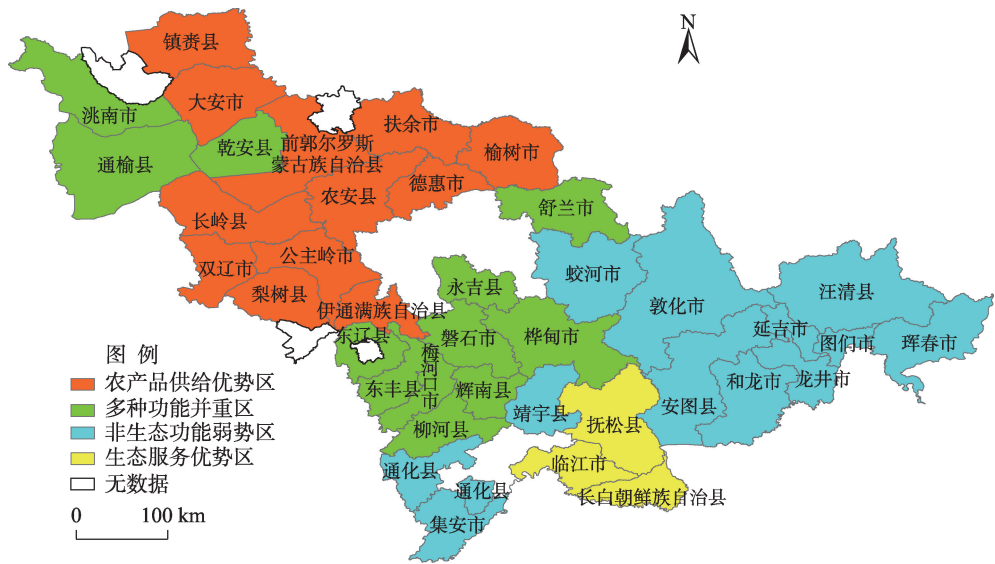 N
镇赉县
大安市
洮南市
乾安县
通榆县
前郭尔罗斯
蒙古族自治县
扶余市
榆树市
德惠市
农安县
长岭县
舒兰市
公主岭市
双辽市
梨树县
伊通满族自治县
蛟河市
永吉县
敦化市
汪清县
延吉市
图们市
珲春市
东辽县
磐石市
桦甸市
梅河口市
和龙市
龙井市
东丰县
辉南县
靖宇县
安图县
抚松县
柳河县
通化县
临江市
通化县
长白朝鲜族自治县
集安市
图 例
农产品供给优势区
多种功能并重区
非生态功能弱势区
生态服务优势区
无数据
0 100 km